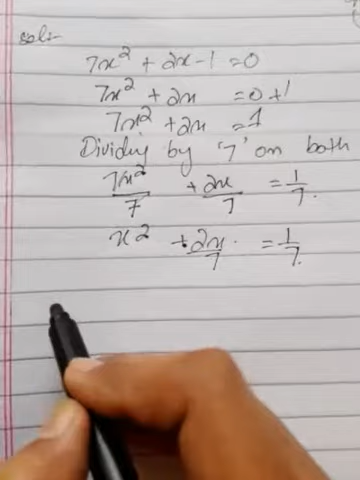 sol:-
7x² + 2x - 1 = 0
7x² + 2x = 0 + 1
7x² + 2x = 1
Dividing by '7' on both
7x²/7 + 2x/7 = 1/7.
x² + 2x/7 = 1/7.